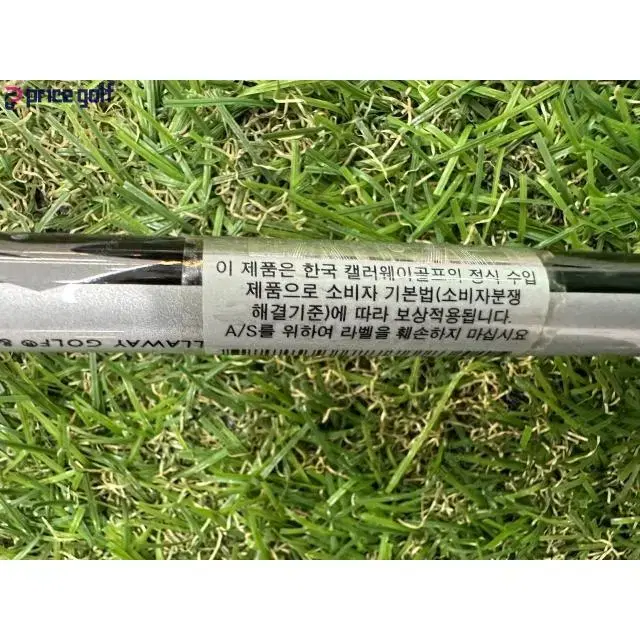 price golf
이 제품은 한국 캘러웨이골프의 정식 수입
제품으로 소비자 기본법(소비자분쟁
해결기준)에 따라 보상적용됩니다.
A/S를 위하여 라벨을 훼손하지 마십시요
LLAWAY GOLF® &